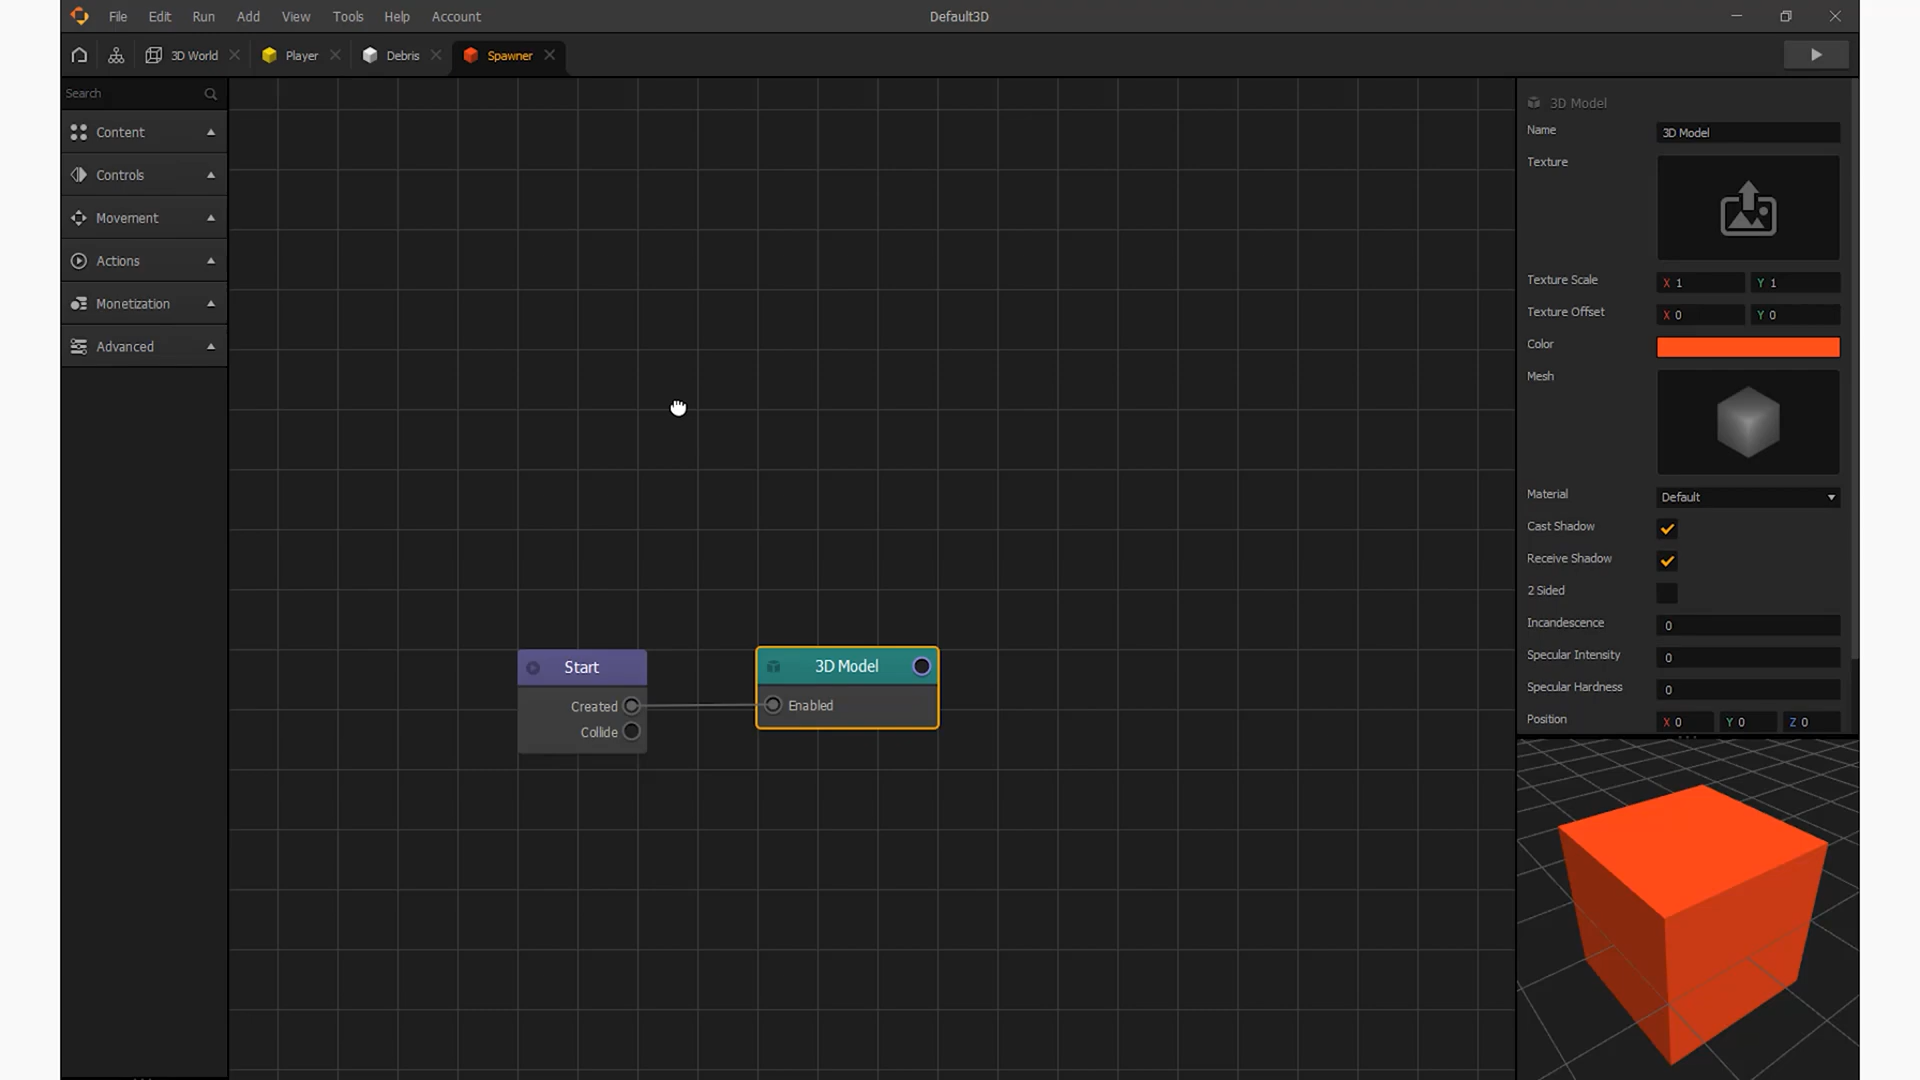 File Edit Run Add View Tools Help Account
Default3D
3D World Player Debris Spawner
Search
Content
Controls
Movement
Actions
Monetization
Advanced
Start
Created
Collide
3D Model
Enabled
3D Model
Name 3D Model
Texture
Texture Scale X 1 Y 1
Texture Offset X 0 Y 0
Color
Mesh
Material Default
Cast Shadow
Receive Shadow
2 Sided
Incandescence 0
Specular Intensity 0
Specular Hardness 0
Position X 0 Y 0 Z 0